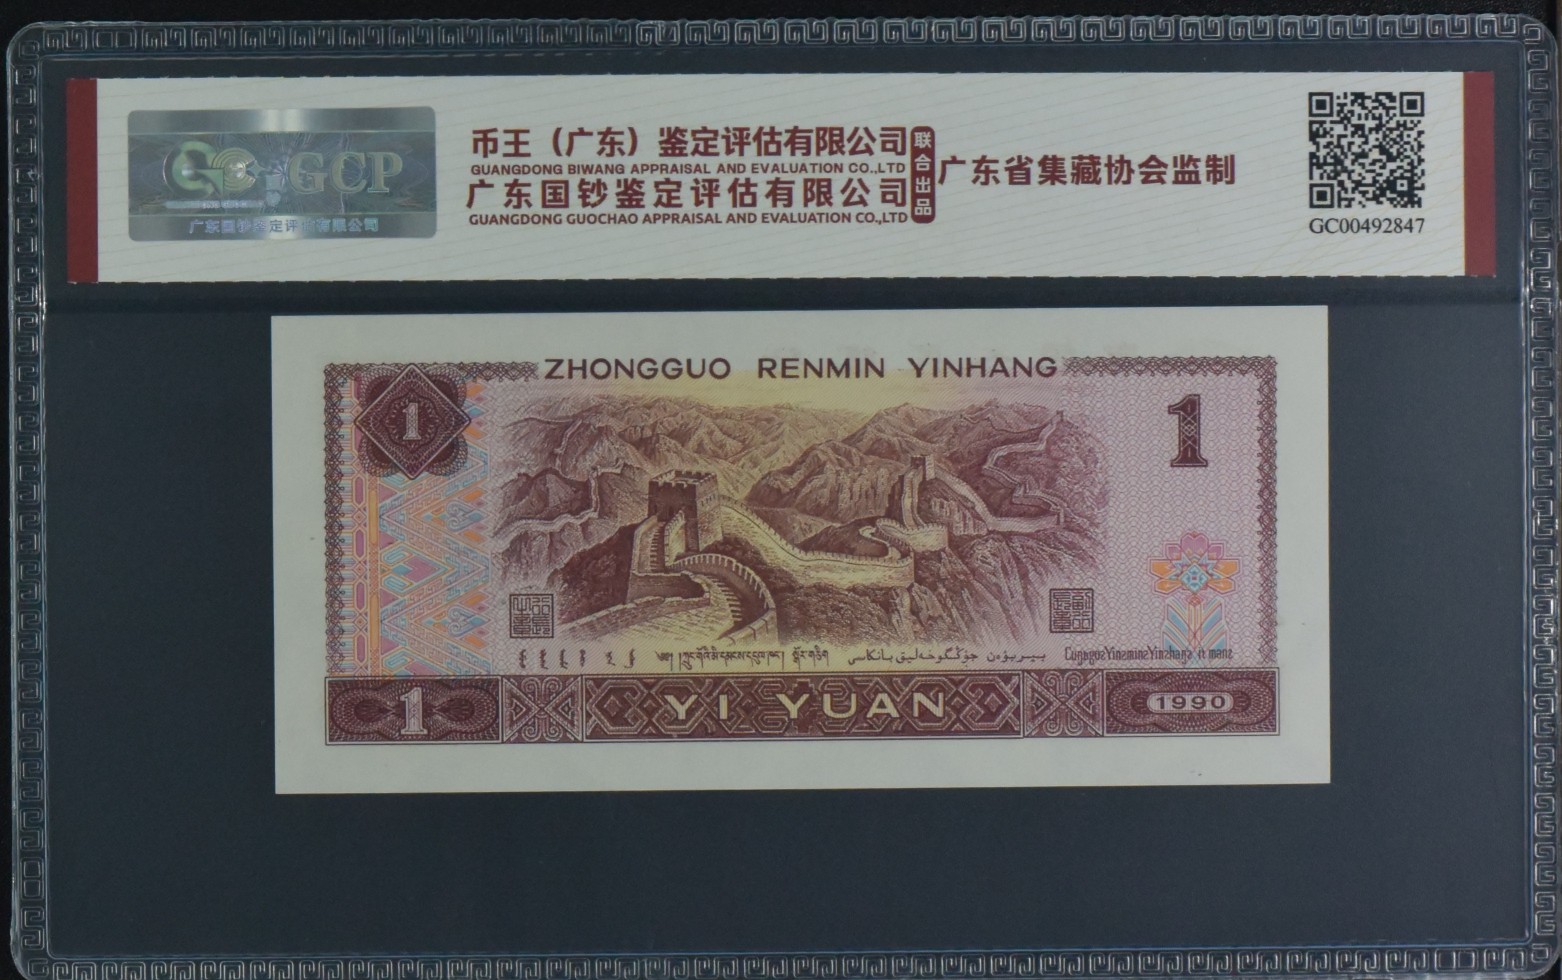 GCP
广东国钞鉴定评估有限公司
币王（广东）鉴定评估有限公司
GUANGDONG BIWANG APPRAISAL AND EVALUATION CO.,LTD
广东国钞鉴定评估有限公司
GUANGDONG GUOCHAO APPRAISAL AND EVALUATION CO.,LTD
联合出品
广东省集藏协会监制
GC00492847
ZHONGGUO RENMIN YINHANG
1
1
1
YI YUAN
1990